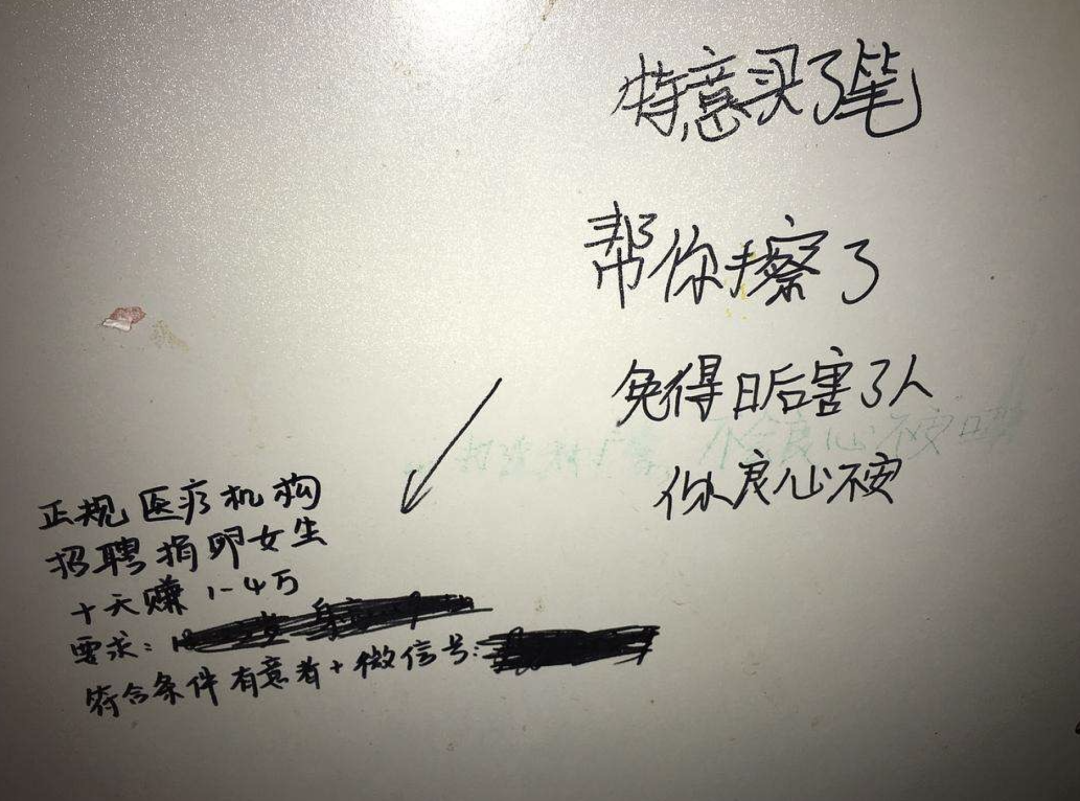 特意买了笔
帮你擦了
免得日后害了人
你良心不安
正规医疗机构
招聘捐卵女生
十天赚1-4万
要求：
符合条件有意者+微信号：